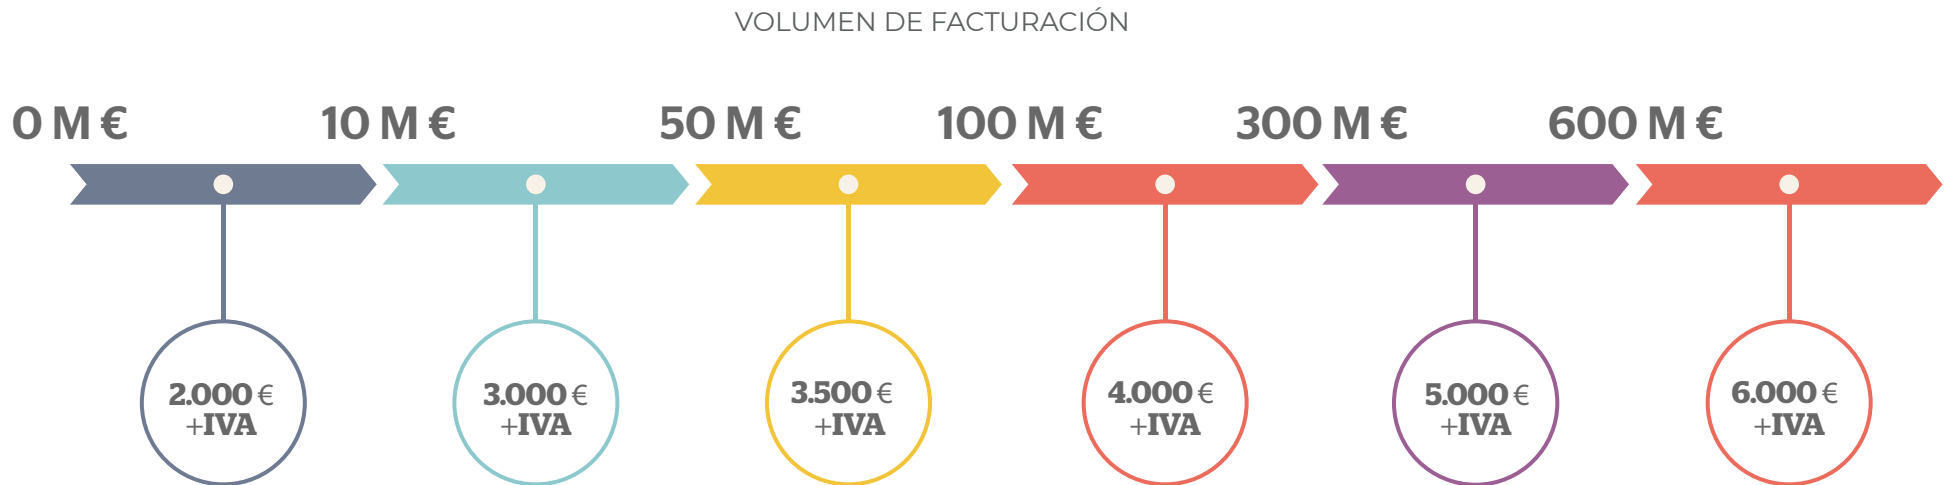 VOLUMEN DE FACTURACIÓN
0 M € 10 M € 50 M € 100 M € 300 M € 600 M €
2.000 €
+IVA
3.000 €
+IVA
3.500 €
+IVA
4.000 €
+IVA
5.000 €
+IVA
6.000 €
+IVA